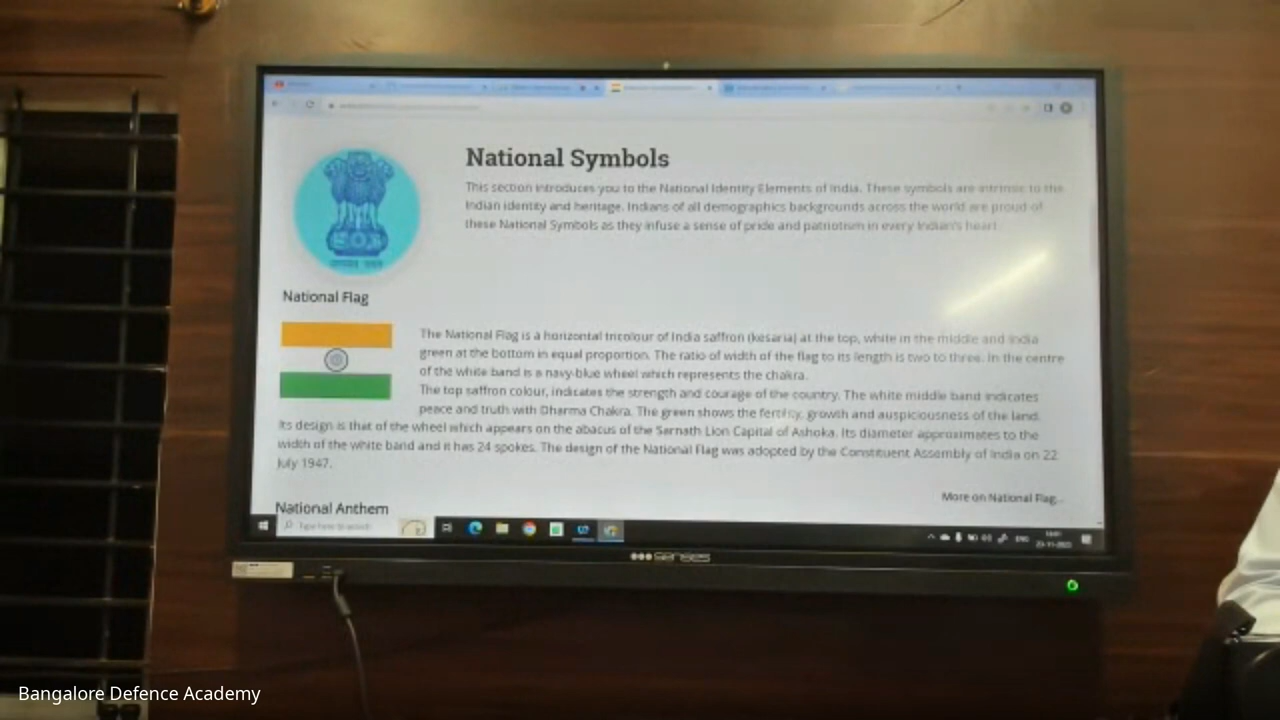 National Symbols
This section introduces you to the National Identity Elements of India. These symbols are intrinsic to the
Indian identity and heritage. Indians of all demographics backgrounds across the world are proud of
these National Symbols as they infuse a sense of pride and patriotism in every Indian's heart.
National Flag
The National Flag is a horizontal tricolour of India saffron (kesaria) at the top, white in the middle and India
green at the bottom in equal proportion. The ratio of width of the flag to its length is two to three. In the centre
of the white band is a navy-blue wheel which represents the chakra.
The top saffron colour, indicates the strength and courage of the country. The white middle band indicates
peace and truth with Dharma Chakra. The green shows the fertility, growth and auspiciousness of the land.
Its design is that of the wheel which appears on the abacus of the Sarnath Lion Capital of Ashoka. Its diameter approximates to the
width of the white band and it has 24 spokes. The design of the National Flag was adopted by the Constituent Assembly of India on 22
July 1947.
More on National Flag...
National Anthem
Type here to search
ENG
senses
Bangalore Defence Academy